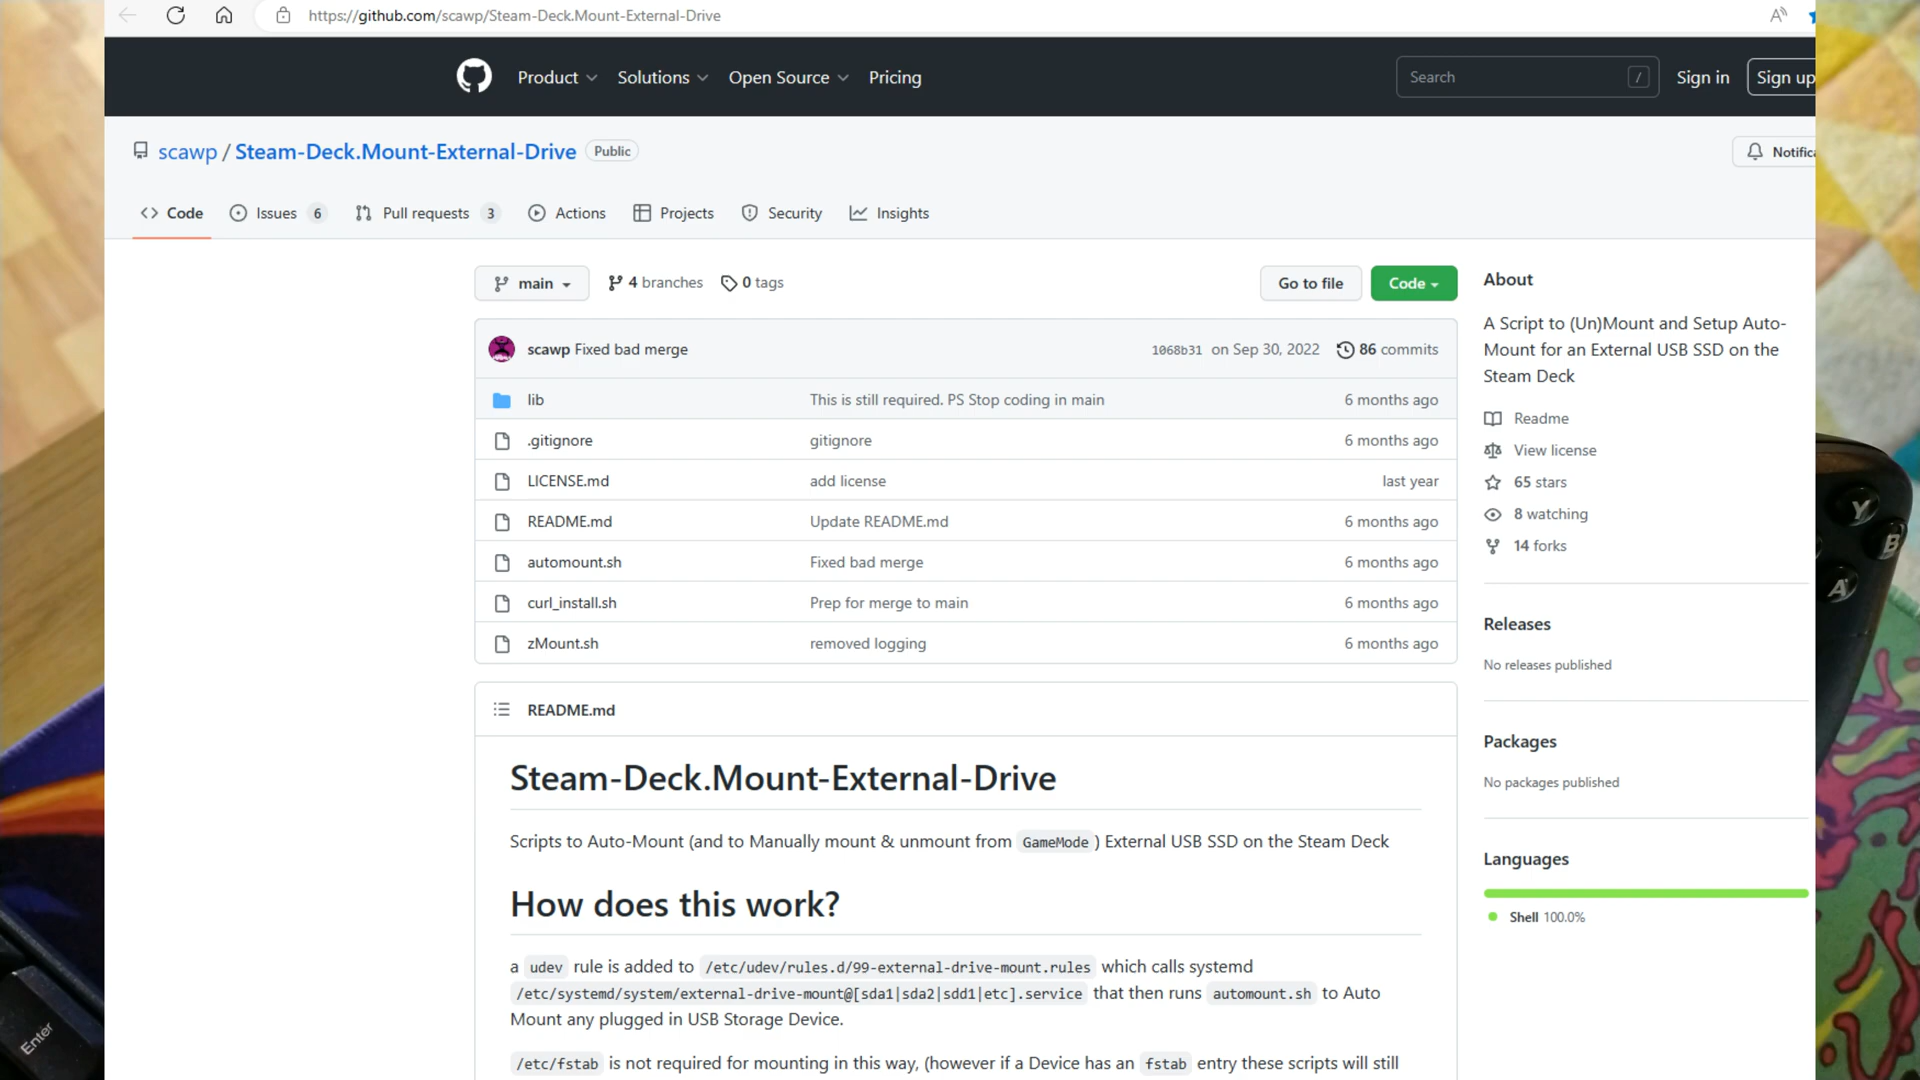 https://github.com/scawp/Steam-Deck.Mount-External-Drive
Product Solutions Open Source Pricing
Search / Sign in Sign up
scawp / Steam-Deck.Mount-External-Drive Public
Notifica
Code Issues 6 Pull requests 3 Actions Projects Security Insights
main 4 branches 0 tags Go to file Code
scawp Fixed bad merge 1068b31 on Sep 30, 2022 86 commits
lib This is still required. PS Stop coding in main 6 months ago
.gitignore gitignore 6 months ago
LICENSE.md add license last year
README.md Update README.md 6 months ago
automount.sh Fixed bad merge 6 months ago
curl_install.sh Prep for merge to main 6 months ago
zMount.sh removed logging 6 months ago
README.md
Steam-Deck.Mount-External-Drive
Scripts to Auto-Mount (and to Manually mount & unmount from GameMode ) External USB SSD on the Steam Deck
How does this work?
a udev rule is added to /etc/udev/rules.d/99-external-drive-mount.rules which calls systemd
/etc/systemd/system/external-drive-mount@[sda1|sda2|sdd1|etc].service that then runs automount.sh to Auto
Mount any plugged in USB Storage Device.
/etc/fstab is not required for mounting in this way, (however if a Device has an fstab entry these scripts will still
About
A Script to (Un)Mount and Setup Auto-
Mount for an External USB SSD on the
Steam Deck
Readme
View license
65 stars
8 watching
14 forks
Releases
No releases published
Packages
No packages published
Languages
Shell 100.0%
Y
B
A
Enter